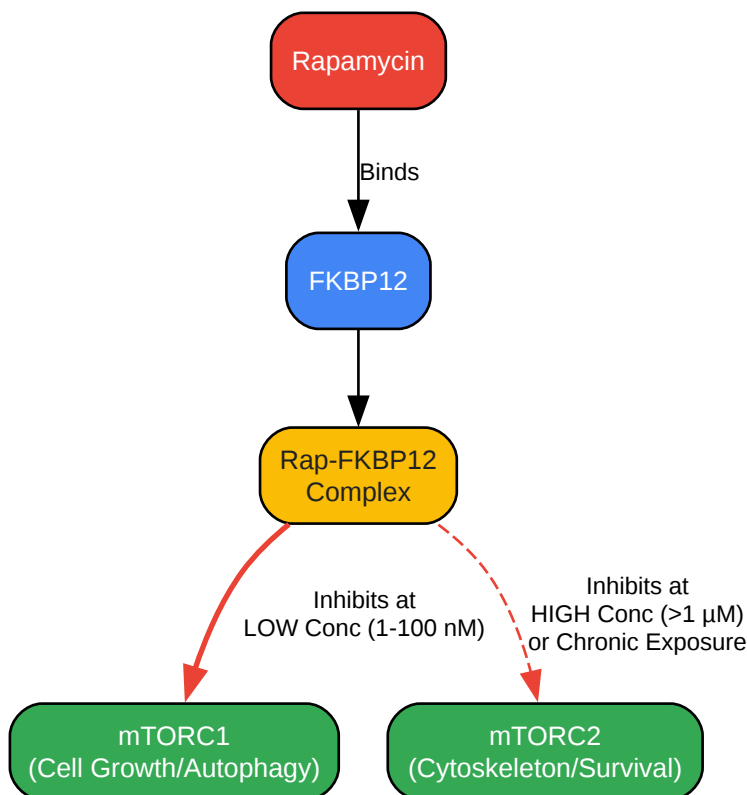 Rapamycin
Binds
FKBP12
Rap-FKBP12
Complex
Inhibits at
LOW Conc (1-100 nM)
Inhibits at
HIGH Conc (>1 µM)
or Chronic Exposure
mTORC1
(Cell Growth/Autophagy)
mTORC2
(Cytoskeleton/Survival)